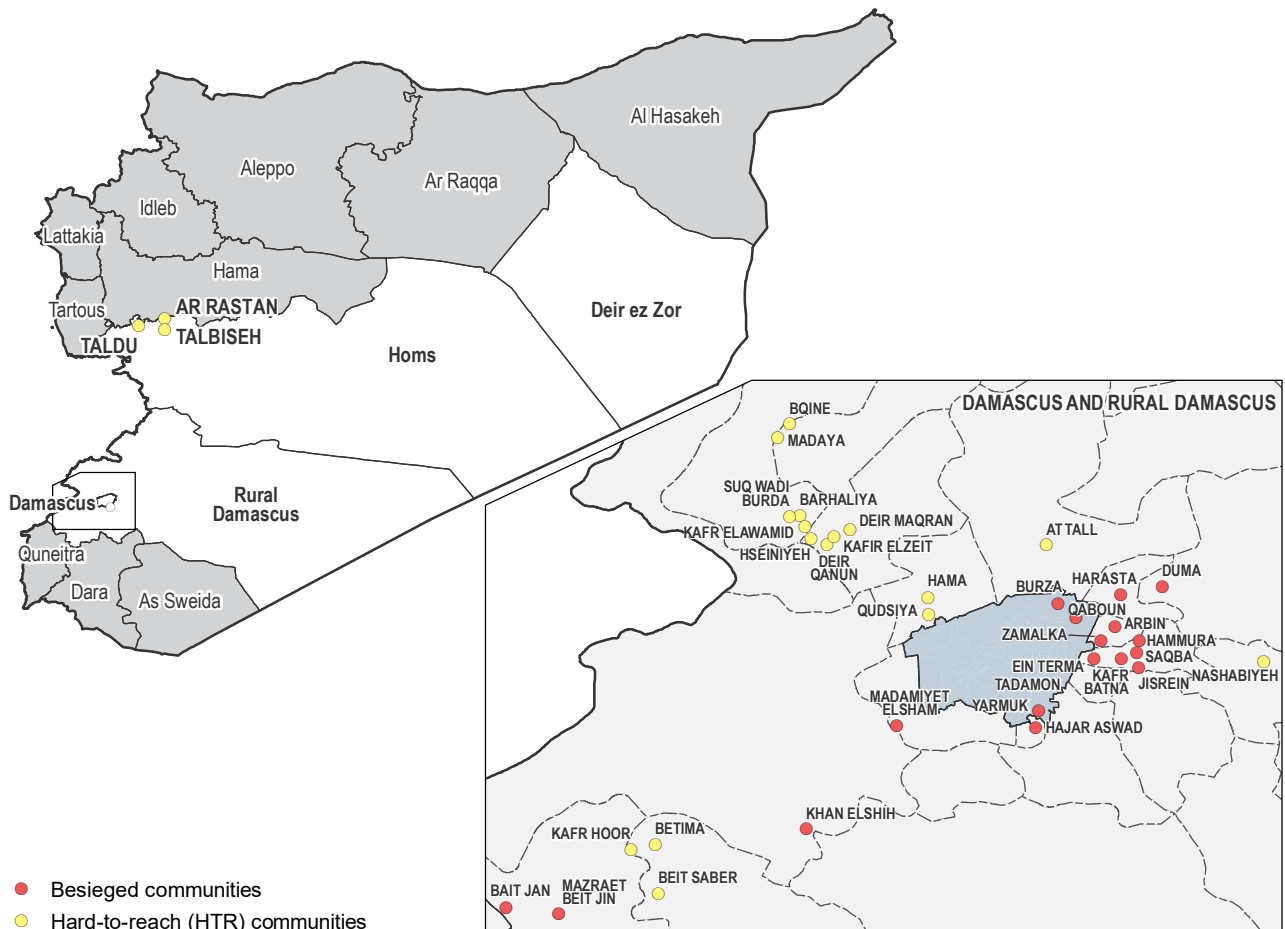 Al Hasakeh
Aleppo
Ar Raqqa
Idleb
Lattakia
Hama
Tartous
AR RASTAN
TALBISEH
TALDU
Deir ez Zor
Homs
Damascus
Rural
Damascus
Quneitra
Dara
As Sweida
DAMASCUS AND RURAL DAMASCUS
BQINE
MADAYA
SUQ WADI
BURDA
BARHALIYA
KAFR ELAWAMID
HSEINIYEH
DEIR
QANUN
DEIR MAQRAN
KAFIR ELZEIT
AT TALL
HAMA
QUDSIYA
BURZA
HARASTA
DUMA
QABOUN
ARBIN
ZAMALKA
HAMMURA
SAQBA
EIN TERMA
KAFR
BATNA
JISREIN
NASHABIYEH
TADAMON
YARMUK
HAJAR ASWAD
MADAMIYET
ELSHAM
KHAN ELSHIH
KAFR HOOR
BETIMA
BEIT SABER
BAIT JAN
MAZRAET
BEIT JIN
Besieged communities
Hard-to-reach (HTR) communities